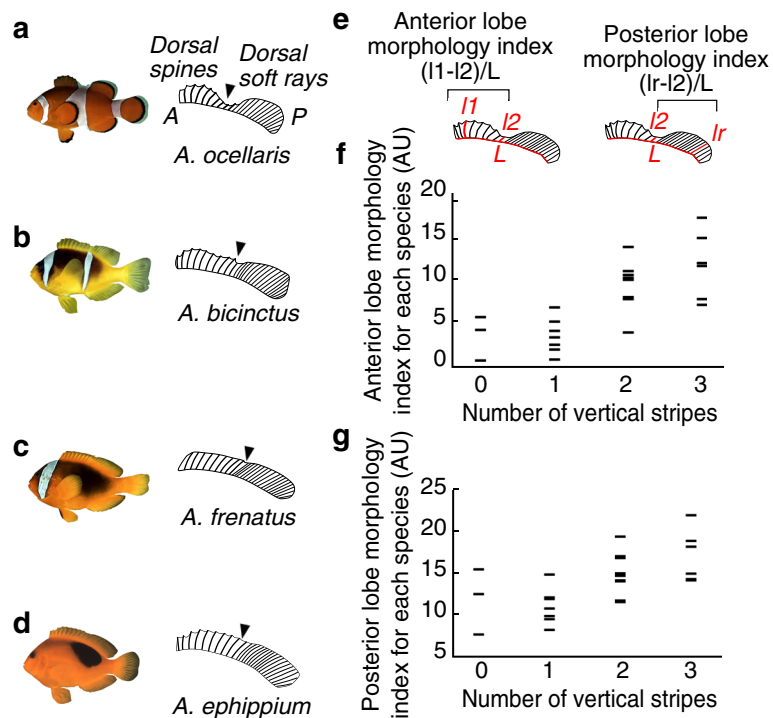 a
Dorsal spines
Dorsal soft rays
A
P
A. ocellaris
b
A. bicinctus
c
A. frenatus
d
A. ephippium
e
Anterior lobe
morphology index
(l1-l2)/L
Posterior lobe
morphology index
(lr-l2)/L
l1
l2
L
l2
lr
L
f
Anterior lobe morphology
index for each species (AU)
20
15
10
5
0
0 1 2 3
Number of vertical stripes
g
Posterior lobe morphology
index for each species (AU)
25
20
15
10
5
0 1 2 3
Number of vertical stripes